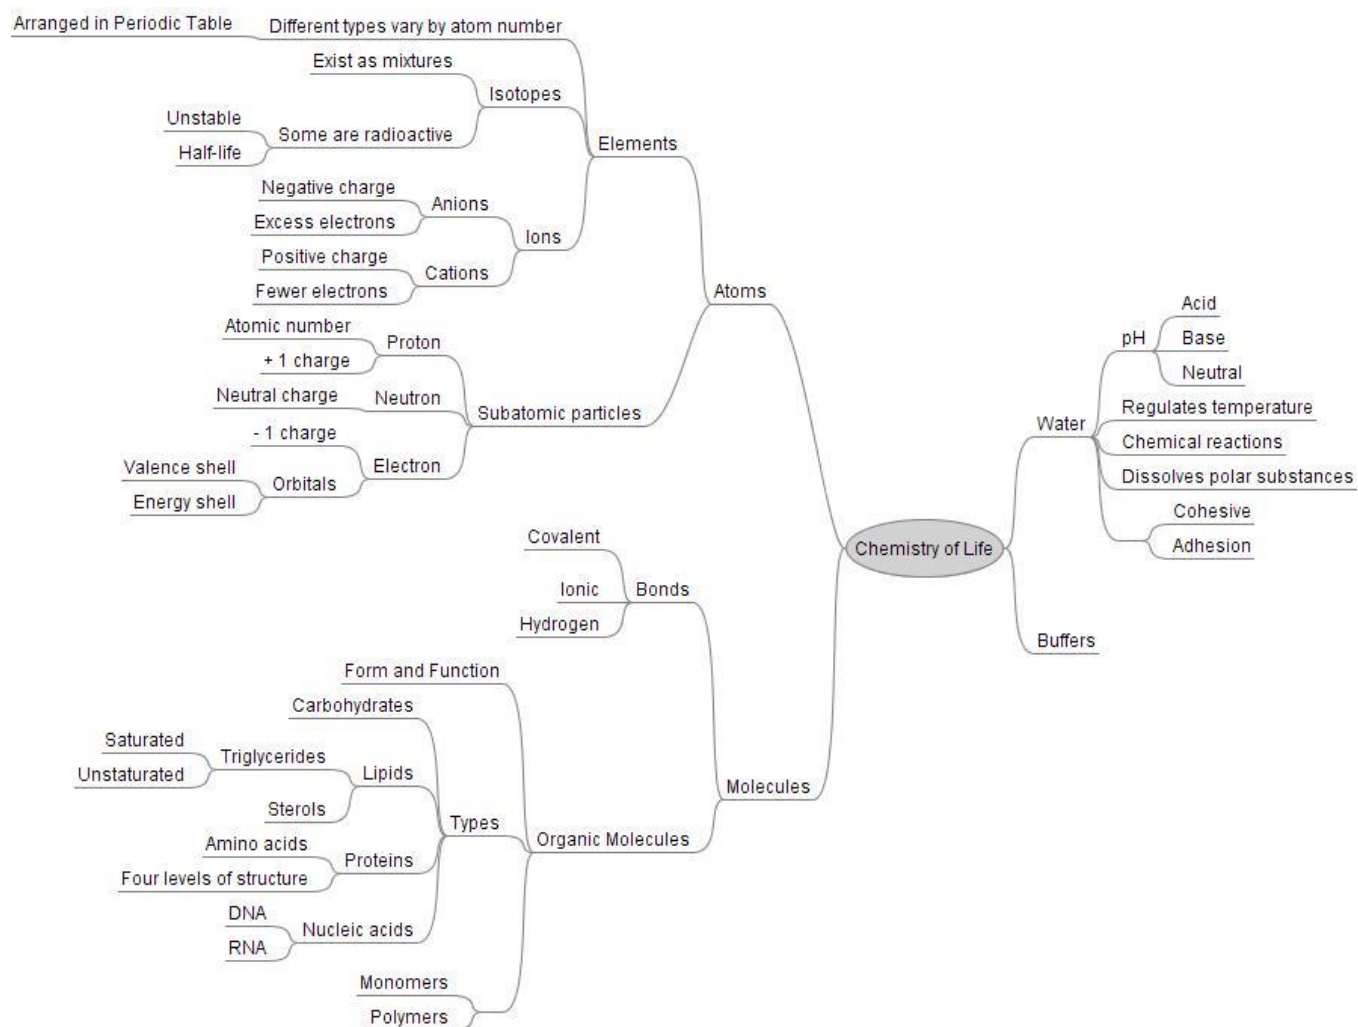 Arranged in Periodic Table
Different types vary by atom number
Exist as mixtures
Isotopes
Unstable
Some are radioactive
Half-life
Elements
Negative charge
Anions
Excess electrons
Ions
Positive charge
Cations
Fewer electrons
Atoms
Atomic number
Proton
+ 1 charge
Neutral charge
Neutron
Subatomic particles
- 1 charge
Electron
Valence shell
Orbitals
Energy shell
Chemistry of Life
Acid
pH
Base
Neutral
Regulates temperature
Water
Chemical reactions
Dissolves polar substances
Cohesive
Adhesion
Buffers
Covalent
Ionic
Bonds
Hydrogen
Molecules
Form and Function
Carbohydrates
Saturated
Triglycerides
Unstaturated
Lipids
Sterols
Types
Organic Molecules
Amino acids
Proteins
Four levels of structure
DNA
Nucleic acids
RNA
Monomers
Polymers